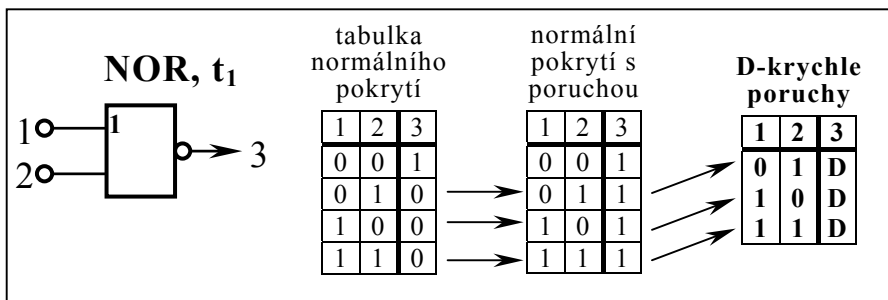 NOR, t1
1
1
2
3
tabulka
normálního
pokrytí
1 2 3
0 0 1
0 1 0
1 0 0
1 1 0
normální
pokrytí s
poruchou
1 2 3
0 0 1
0 1 1
1 0 1
1 1 1
D-krychle
poruchy
1 2 3
0 1 D
1 0 D
1 1 D